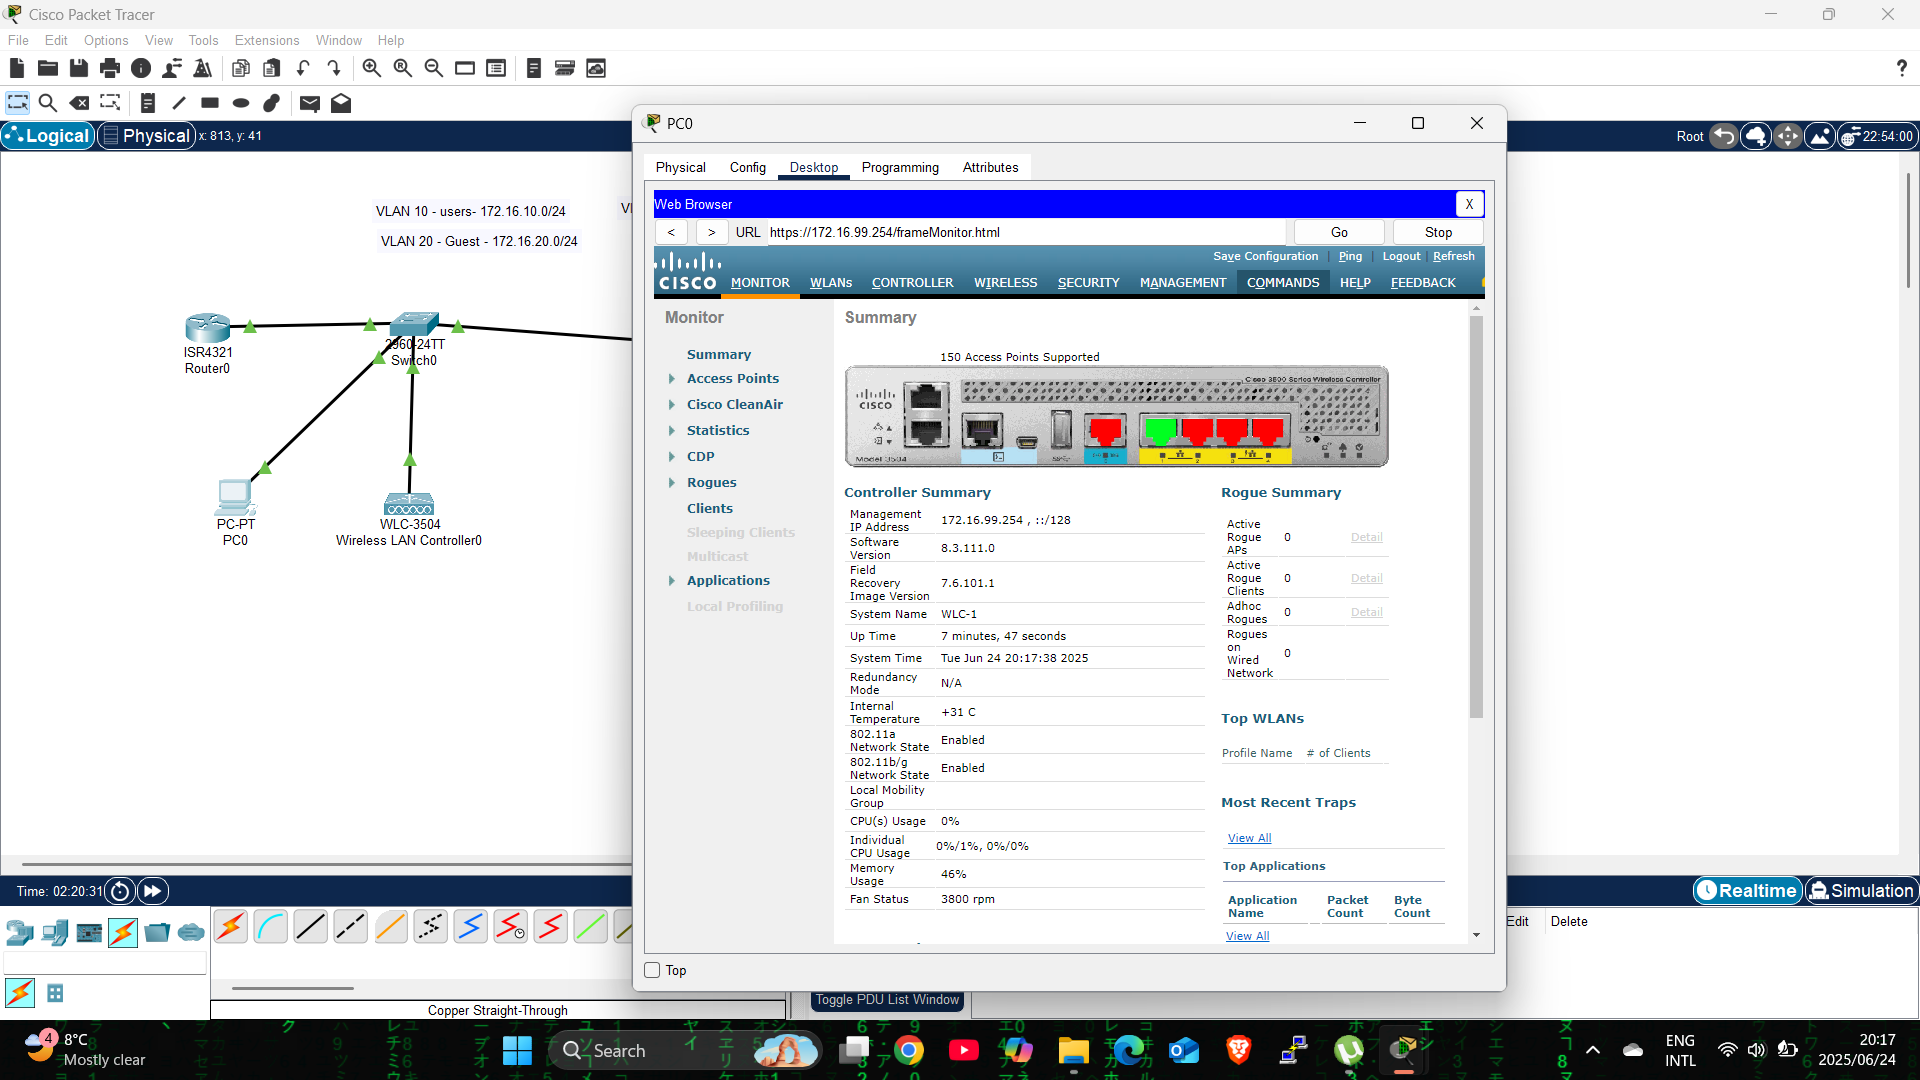 Cisco Packet Tracer
File Edit Options View Tools Extensions Window Help
?
Logical Physical x: 813, y: 41
Root 22:54:00
VLAN 10 - users- 172.16.10.0/24
VLAN 20 - Guest - 172.16.20.0/24
ISR4321
Router0
2960-24TT
Switch0
PC-PT
PC0
WLC-3504
Wireless LAN Controller0
PC0
Physical Config Desktop Programming Attributes
Web Browser X
< > URL https://172.16.99.254/frameMonitor.html Go Stop
Save Configuration Ping Logout Refresh
CISCO MONITOR WLANs CONTROLLER WIRELESS SECURITY MANAGEMENT COMMANDS HELP FEEDBACK
Monitor
Summary
Access Points
Cisco CleanAir
Statistics
CDP
Rogues
Clients
Sleeping Clients
Multicast
Applications
Local Profiling
Summary
150 Access Points Supported
Cisco 3500 Series Wireless Controller
CISCO
Model 3504
Controller Summary
Management IP Address 172.16.99.254 , ::/128
Software Version 8.3.111.0
Field Recovery Image Version 7.6.101.1
System Name WLC-1
Up Time 7 minutes, 47 seconds
System Time Tue Jun 24 20:17:38 2025
Redundancy Mode N/A
Internal Temperature +31 C
802.11a Network State Enabled
802.11b/g Network State Enabled
Local Mobility Group
CPU(s) Usage 0%
Individual CPU Usage 0%/1%, 0%/0%
Memory Usage 46%
Fan Status 3800 rpm
Rogue Summary
Active Rogue APs 0 Detail
Active Rogue Clients 0 Detail
Adhoc Rogues 0 Detail
Rogues on Wired Network 0
Top WLANs
Profile Name # of Clients
Most Recent Traps
View All
Top Applications
Application Name Packet Count Byte Count
View All
Top
Time: 02:20:31
Realtime Simulation
Edit Delete
Copper Straight-Through
Toggle PDU List Window
4
8°C
Mostly clear
Search
ENG
INTL
20:17
2025/06/24